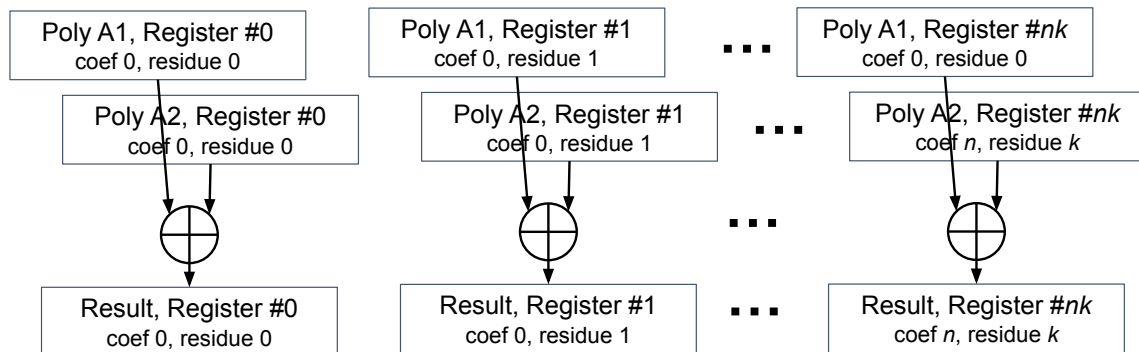 Poly A1, Register #0
coef 0, residue 0
Poly A2, Register #0
coef 0, residue 0
Result, Register #0
coef 0, residue 0
Poly A1, Register #1
coef 0, residue 1
Poly A2, Register #1
coef 0, residue 1
Result, Register #1
coef 0, residue 1
Poly A1, Register #nk
coef 0, residue 0
Poly A2, Register #nk
coef n, residue k
Result, Register #nk
coef n, residue k